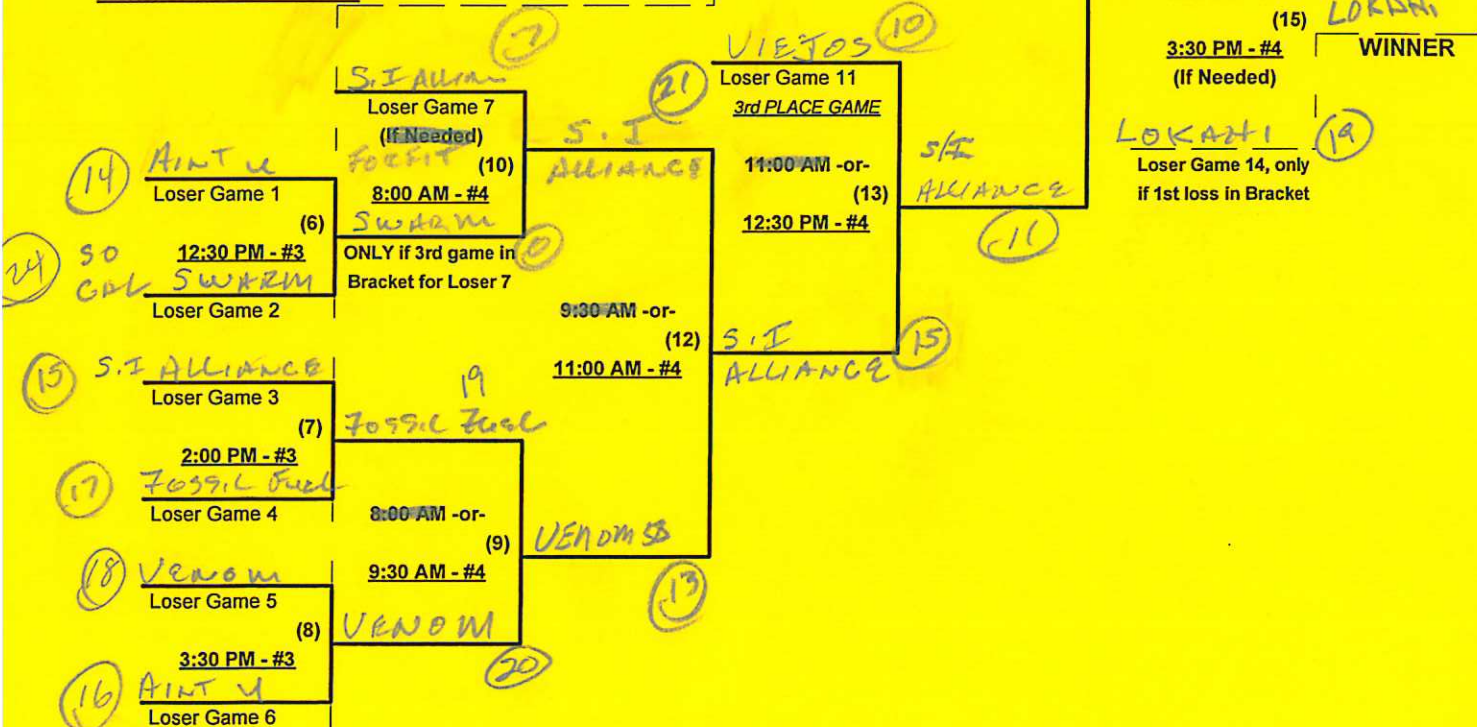 7
S.I ALLIAN
Loser Game 7
(If Needed)
FORFIT
(10)
8:00 AM - #4
SWARM
0
ONLY if 3rd game in
Bracket for Loser 7
14
AINT U
Loser Game 1
(6)
12:30 PM - #3
24
SO
CAL SWARM
Loser Game 2
15
S.I ALLIANCE
Loser Game 3
(7)
2:00 PM - #3
17
FOSSIL FUEL
Loser Game 4
19
FOSSIL FUEL
8:00 AM -or-
(9)
9:30 AM - #4
18
VENOM
Loser Game 5
(8)
3:30 PM - #3
16
AINT U
Loser Game 6
VENOM
20
21
S.I
ALLIANCE
9:30 AM -or-
(12)
11:00 AM - #4
VENOM
13
VIEJOS
10
Loser Game 11
3rd PLACE GAME
11:00 AM -or-
(13)
12:30 PM - #4
S.I
ALLIANCE
15
S/I
ALLIANCE
11
(15)
3:30 PM - #4
(If Needed)
LOKAHI
WINNER
LOKAHI
19
Loser Game 14, only
if 1st loss in Bracket